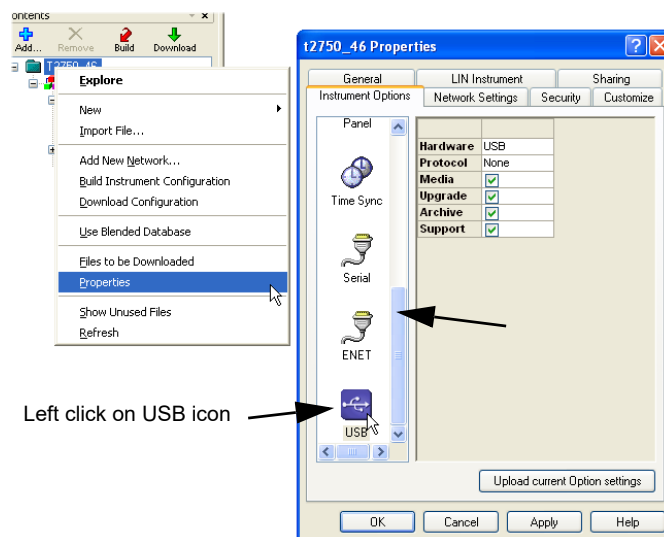 ontents
Add... Remove Build Download
T2750_46
Explore
New
Import File...
Add New Network...
Build Instrument Configuration
Download Configuration
Use Blended Database
Files to be Downloaded
Properties
Show Unused Files
Refresh
Left click on USB icon
t2750_46 Properties
General LIN Instrument Sharing
Instrument Options Network Settings Security Customize
Panel
Time Sync
Serial
ENET
USB
Hardware USB
Protocol None
Media
Upgrade
Archive
Support
Upload current Option settings
OK Cancel Apply Help